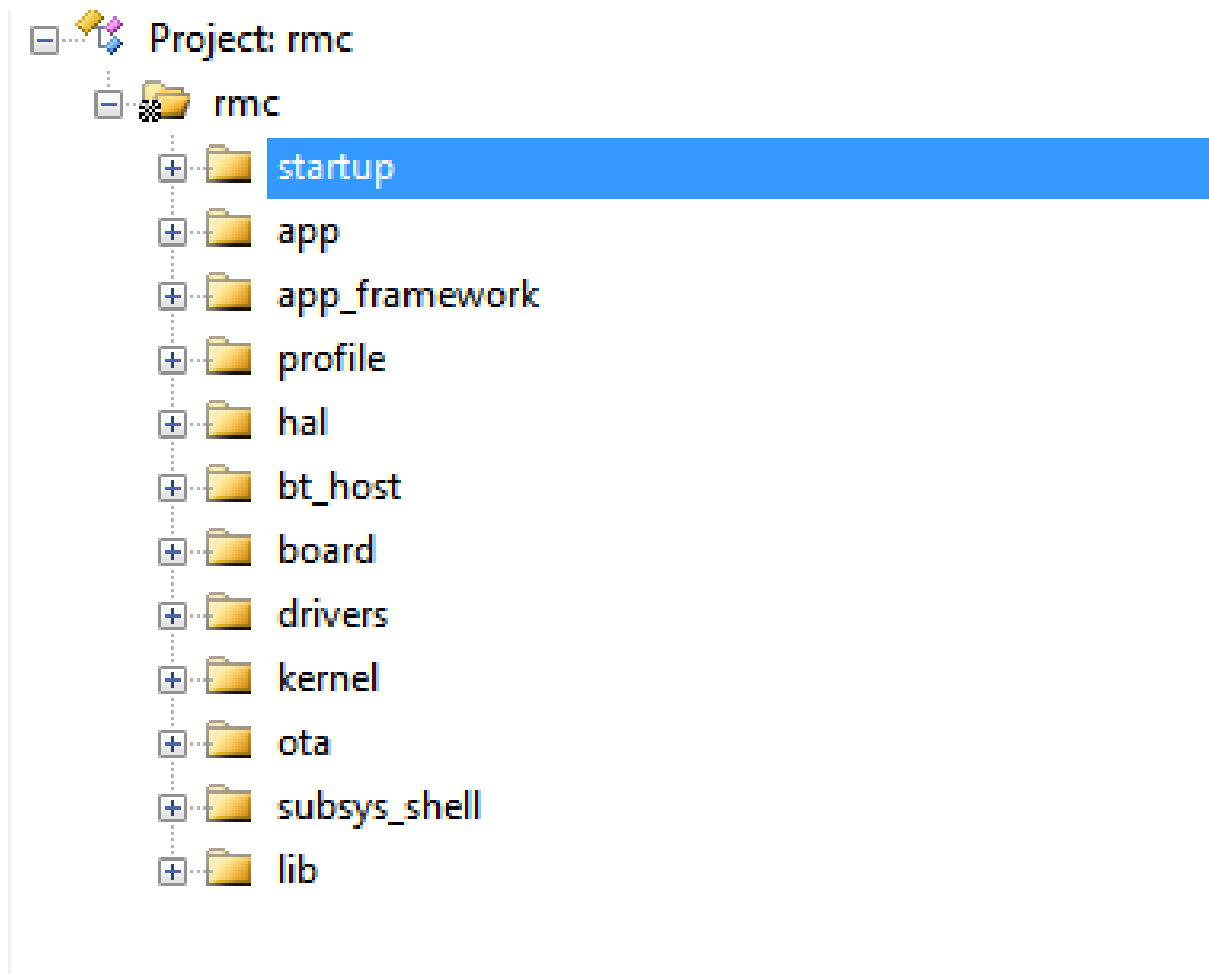 Project: rmc
rmc
startup
app
app_framework
profile
hal
bt_host
board
drivers
kernel
ota
subsys_shell
lib